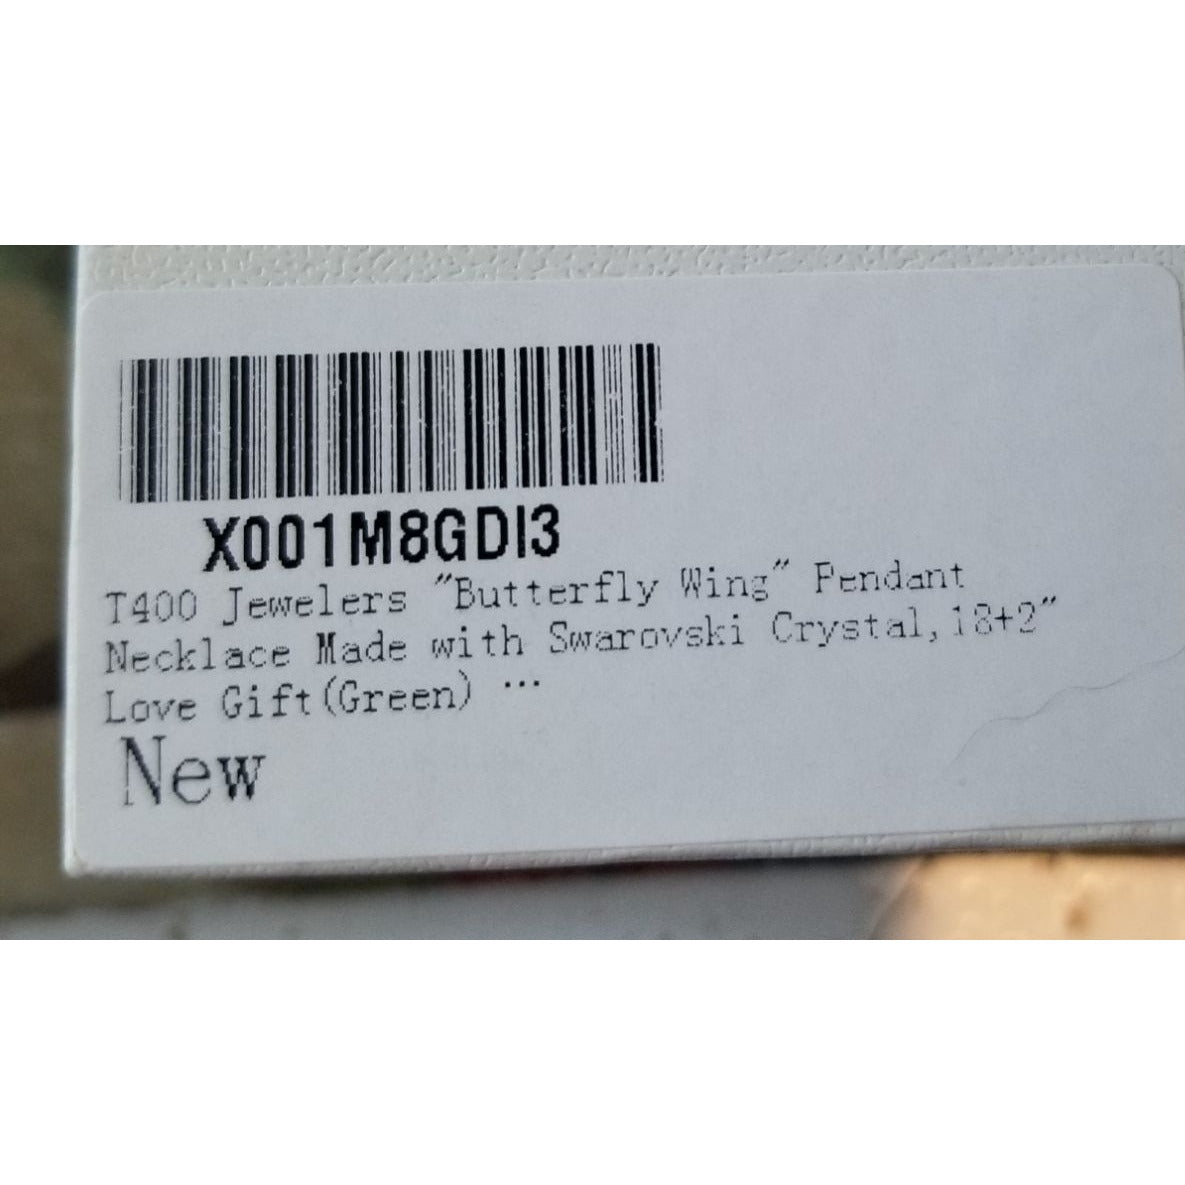 X001M8GDI3
T400 Jewelers "Butterfly Wing" Pendant
Necklace Made with Swarovski Crystal,18+2"
Love Gift(Green) ...
New